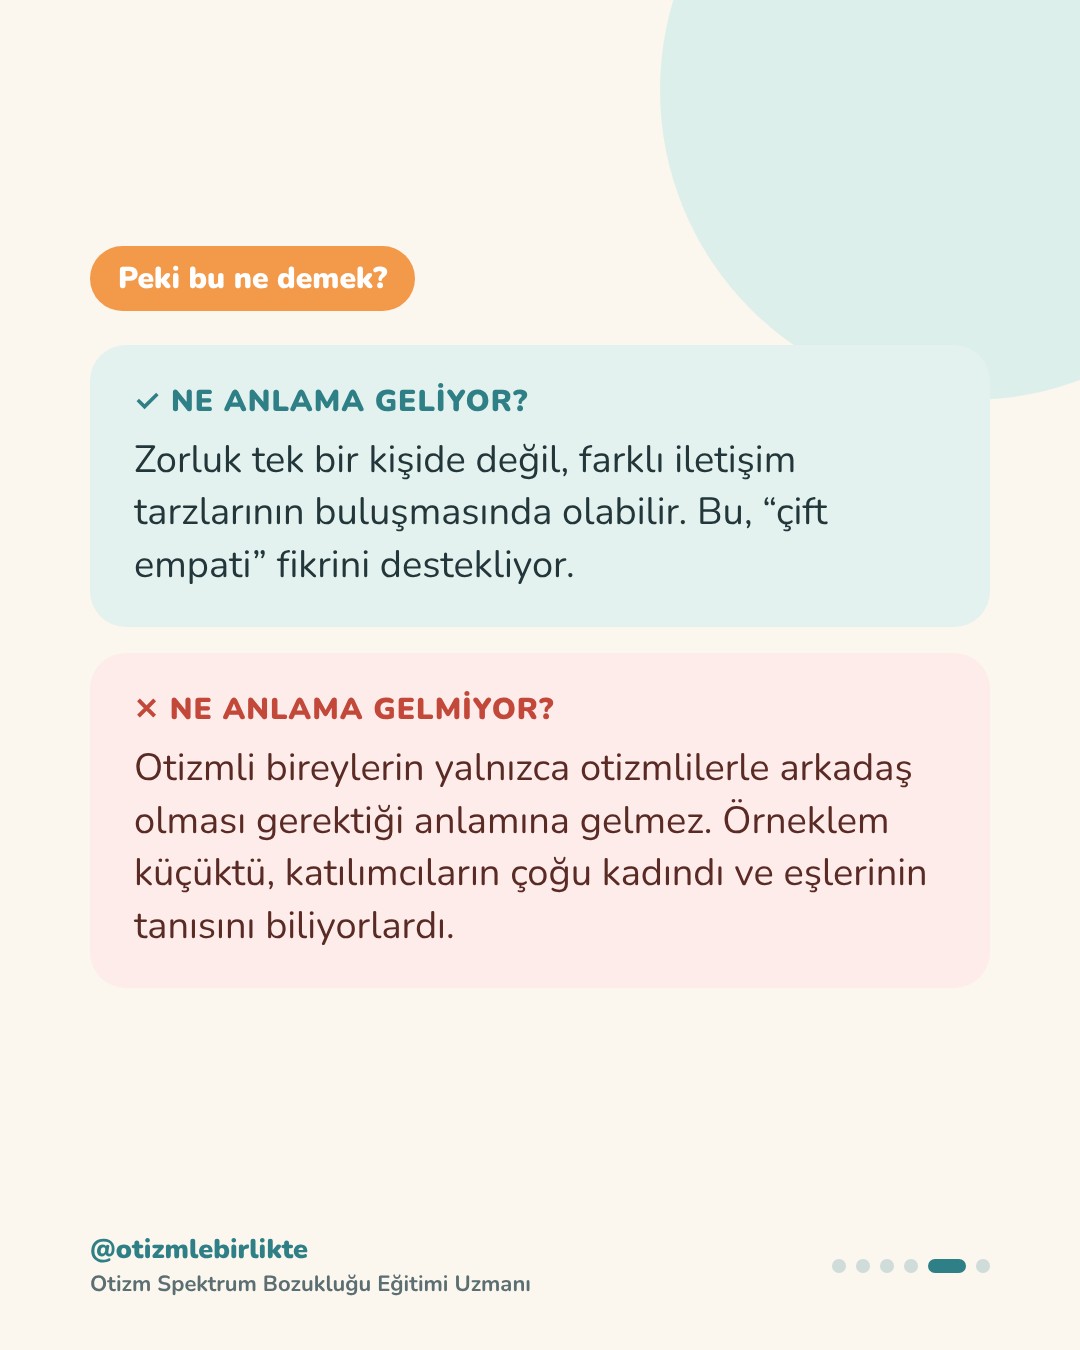 Peki bu ne demek?
✓ NE ANLAMA GELİYOR?
Zorluk tek bir kişide değil, farklı iletişim
tarzlarının buluşmasında olabilir. Bu, “çift
empati” fikrini destekliyor.
✕ NE ANLAMA GELMİYOR?
Otizmli bireylerin yalnızca otizmlilerle arkadaş
olması gerektiği anlamına gelmez. Örneklem
küçüktü, katılımcıların çoğu kadındı ve eşlerinin
tanısını biliyorlardı.
@otizmlebirlikte
Otizm Spektrum Bozukluğu Eğitimi Uzmanı